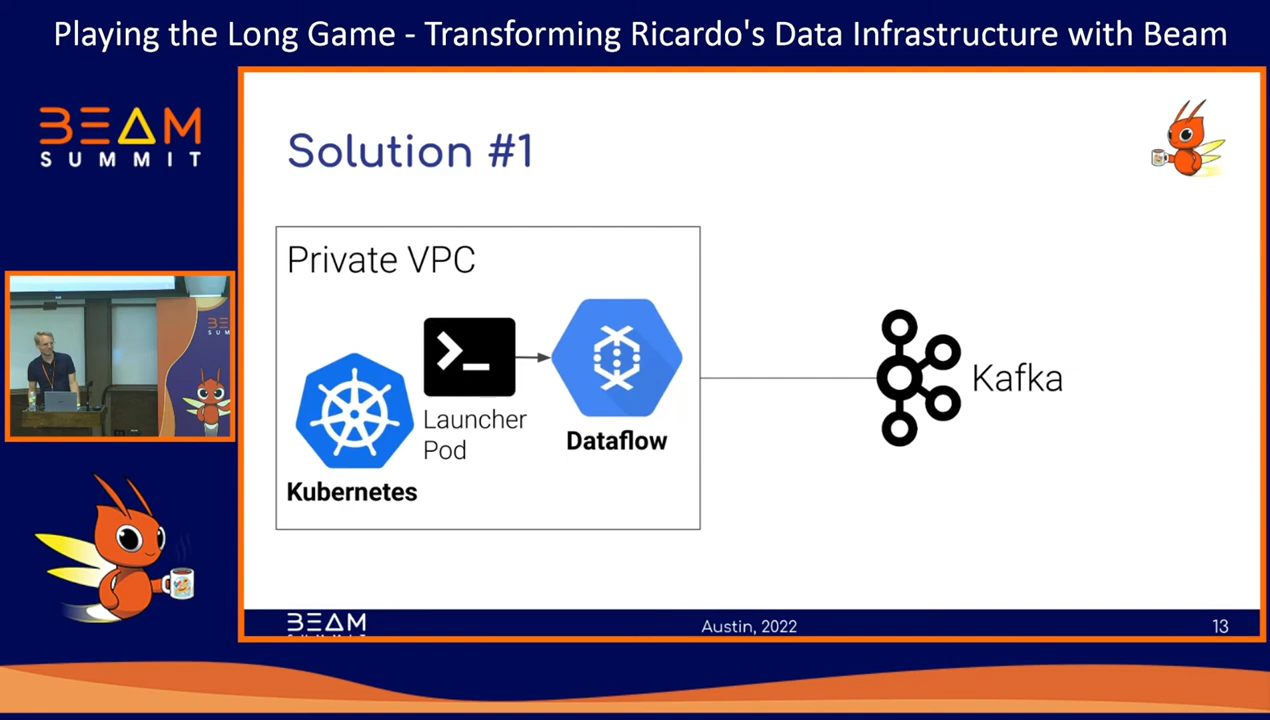 Playing the Long Game - Transforming Ricardo's Data Infrastructure with Beam
BEAM
SUMMIT
Solution #1
Private VPC
Launcher
Pod
Dataflow
Kubernetes
Kafka
BEAM
Austin, 2022
13